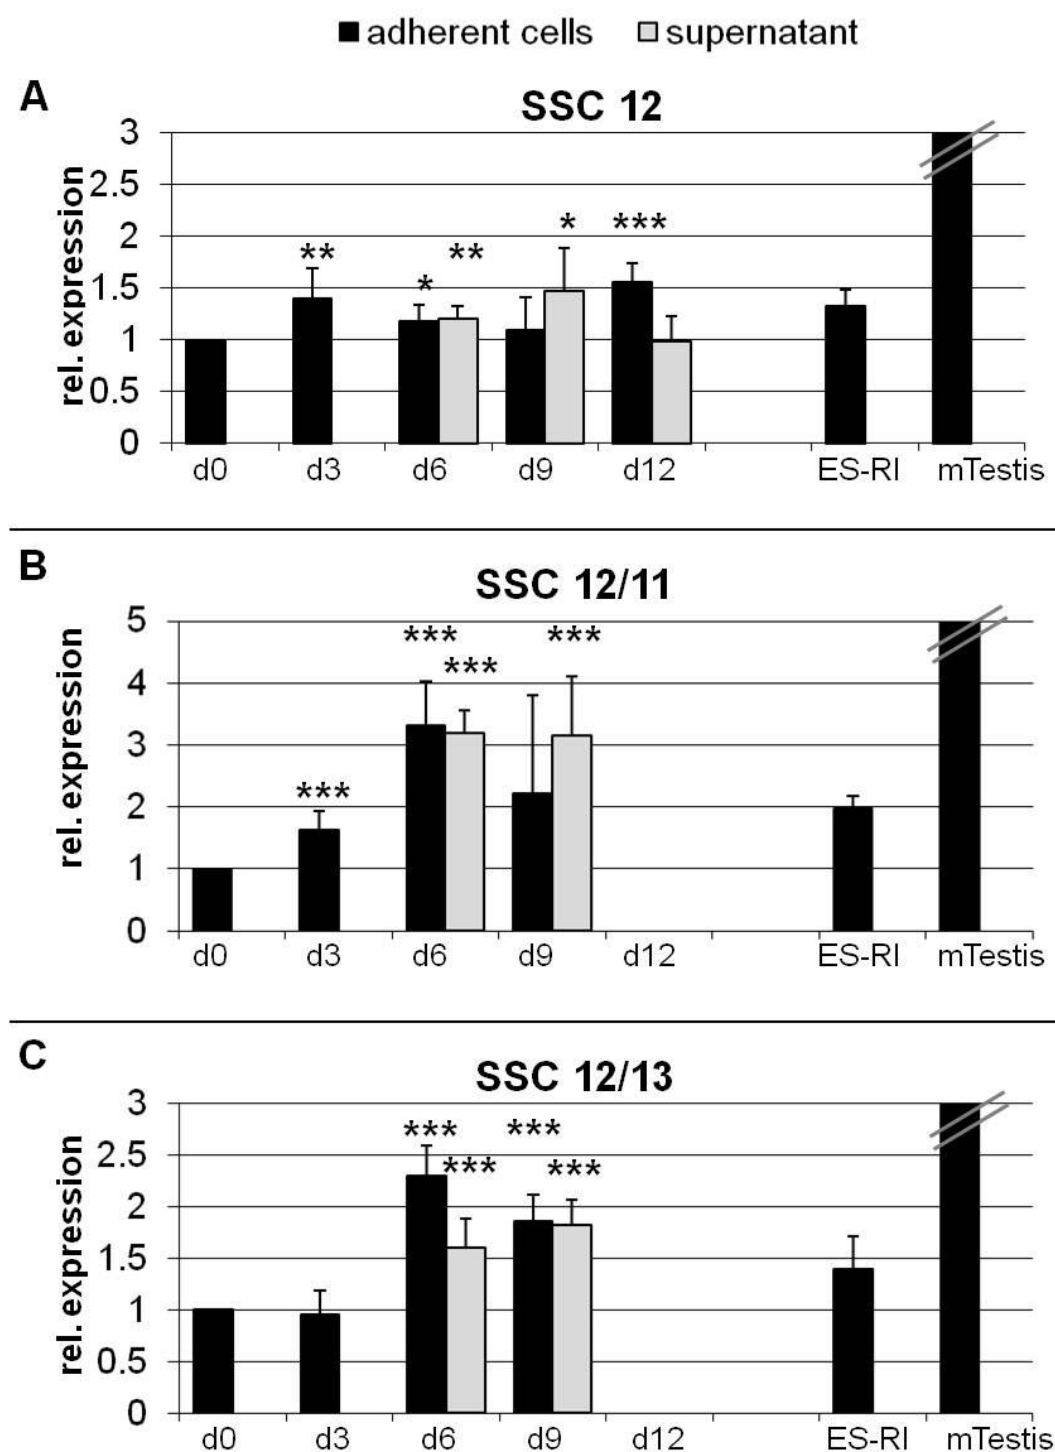 adherent cells supernatant
A
SSC 12
rel. expression
3
2.5
2
1.5
1
0.5
0
** * ** * ***
d0 d3 d6 d9 d12 ES-RI mTestis
B
SSC 12/11
rel. expression
5
4
3
2
1
0
*** *** *** ***
d0 d3 d6 d9 d12 ES-RI mTestis
C
SSC 12/13
rel. expression
3
2.5
2
1.5
1
0.5
0
*** *** *** ***
d0 d3 d6 d9 d12 ES-RI mTestis